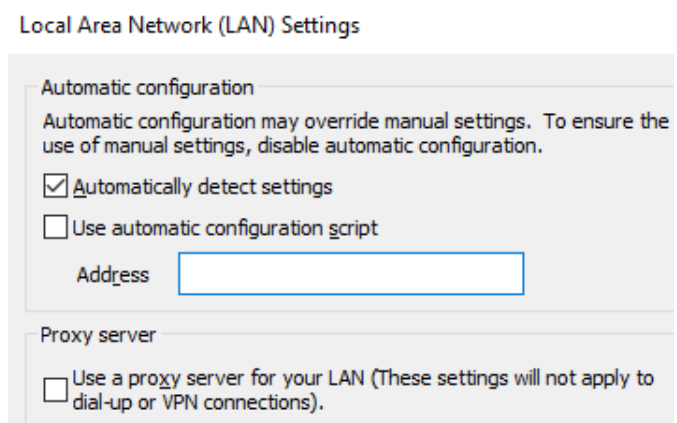 Local Area Network (LAN) Settings
Automatic configuration
Automatic configuration may override manual settings. To ensure the
use of manual settings, disable automatic configuration.
Automatically detect settings
Use automatic configuration script
Address
Proxy server
Use a proxy server for your LAN (These settings will not apply to
dial-up or VPN connections).